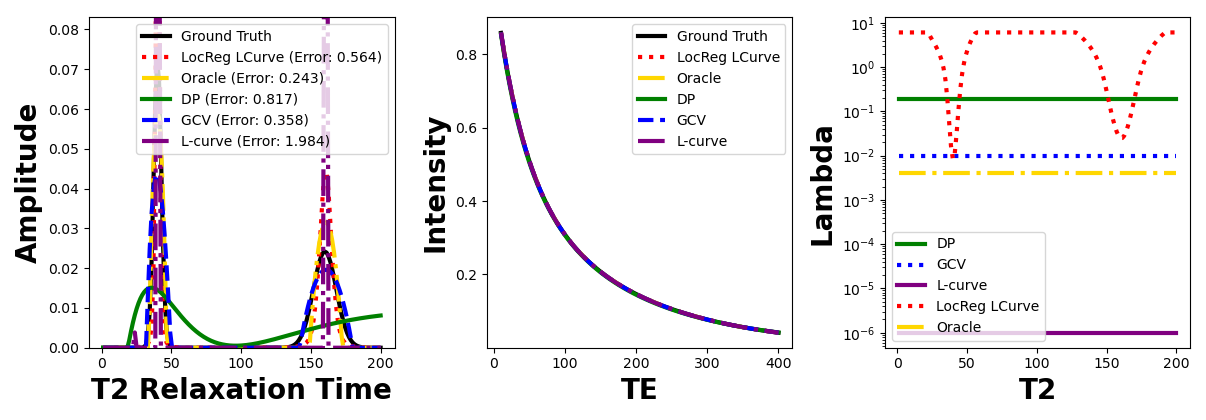 Amplitude
0.08
0.07
0.06
0.05
0.04
0.03
0.02
0.01
0.00
Ground Truth
LocReg LCurve (Error: 0.564)
Oracle (Error: 0.243)
DP (Error: 0.817)
GCV (Error: 0.358)
L-curve (Error: 1.984)
0 50 100 150 200
T2 Relaxation Time
Intensity
0.8
0.6
0.4
0.2
Ground Truth
LocReg LCurve
Oracle
DP
GCV
L-curve
0 100 200 300 400
TE
Lambda
10¹
10⁰
10⁻¹
10⁻²
10⁻³
10⁻⁴
10⁻⁵
10⁻⁶
DP
GCV
L-curve
LocReg LCurve
Oracle
0 50 100 150 200
T2